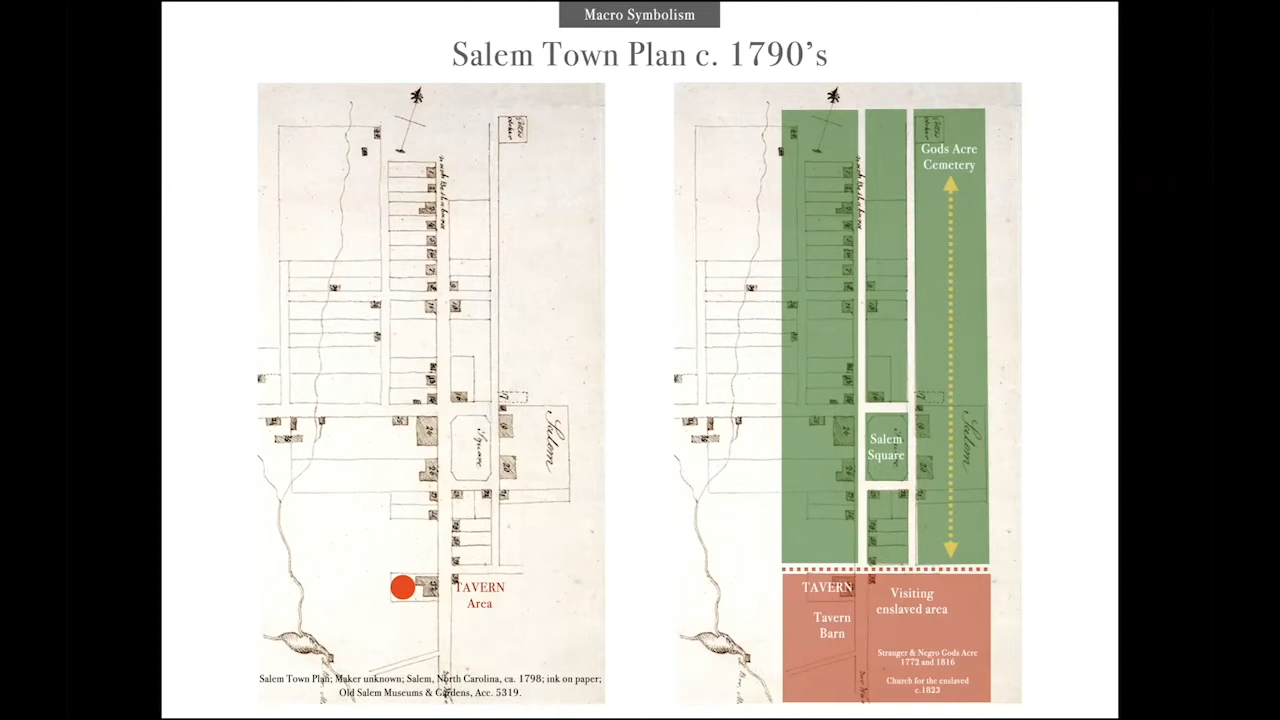 Macro Symbolism
Salem Town Plan c. 1790's
Square
Salem
TAVERN
Area
Salem Town Plan; Maker unknown; Salem, North Carolina, ca. 1798; ink on paper;
Old Salem Museums & Gardens, Acc. 5319.
Gods Acre
Cemetery
Salem
Square
Salem
TAVERN
Tavern
Barn
Visiting
enslaved area
Stranger & Negro Gods Acre
1772 and 1816
Church for the enslaved
c.1823